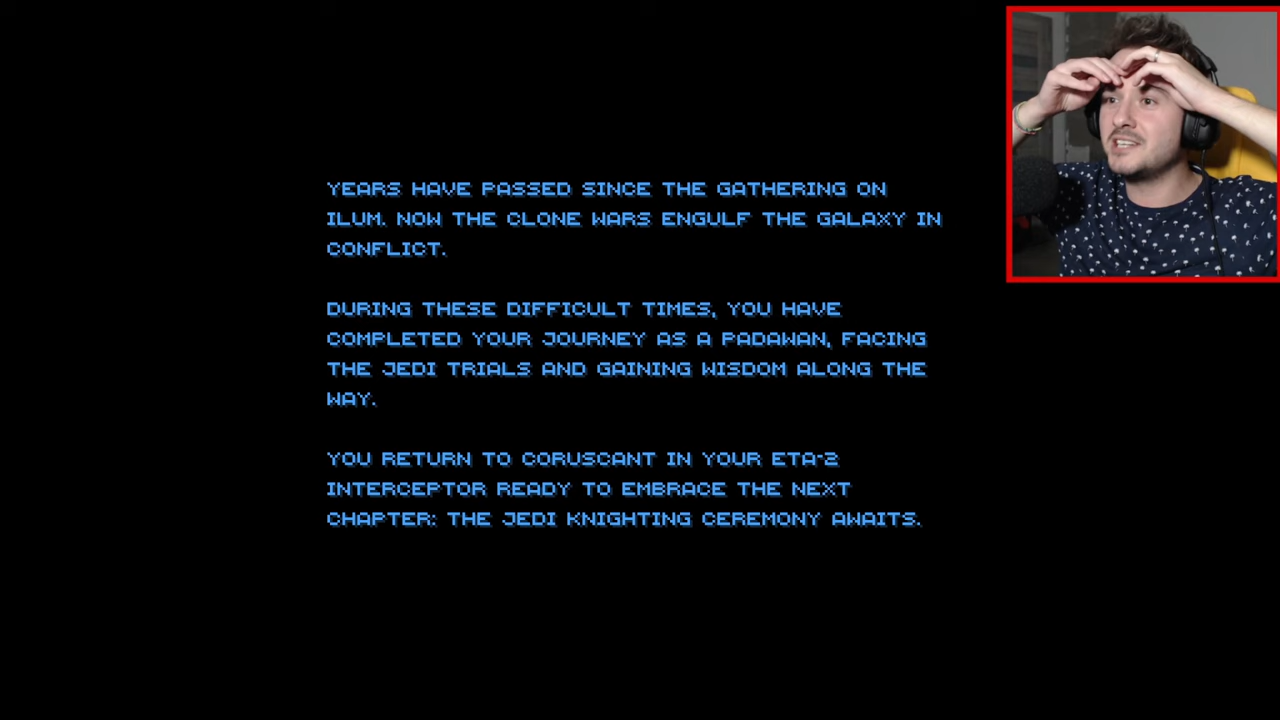 YEARS HAVE PASSED SINCE THE GATHERING ON
ILUM. NOW THE CLONE WARS ENGULF THE GALAXY IN
CONFLICT.
DURING THESE DIFFICULT TIMES, YOU HAVE
COMPLETED YOUR JOURNEY AS A PADAWAN, FACING
THE JEDI TRIALS AND GAINING WISDOM ALONG THE
WAY.
YOU RETURN TO CORUSCANT IN YOUR ETA-2
INTERCEPTOR READY TO EMBRACE THE NEXT
CHAPTER: THE JEDI KNIGHTING CEREMONY AWAITS.